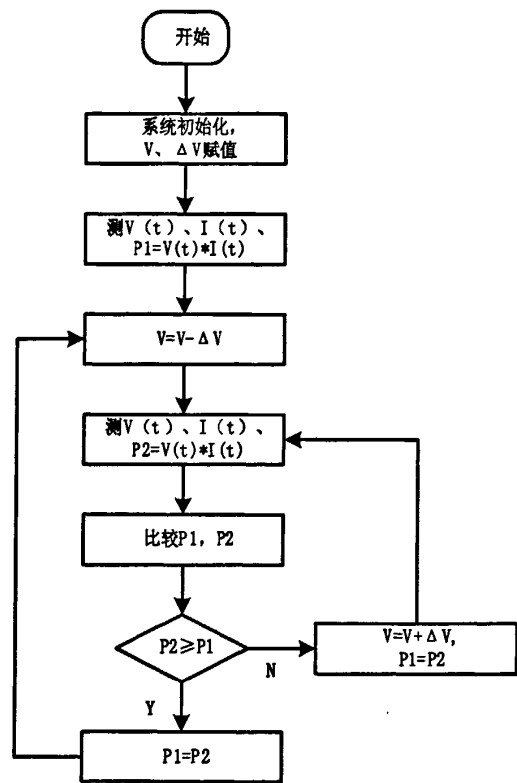 开始
系统初始化，
V、ΔV赋值
测V（t）、I（t）、
P1=V(t)*I(t)
V=V-ΔV
测V（t）、I（t）、
P2=V(t)*I(t)
比较P1，P2
P2≥P1
N
V=V+ΔV,
P1=P2
Y
P1=P2